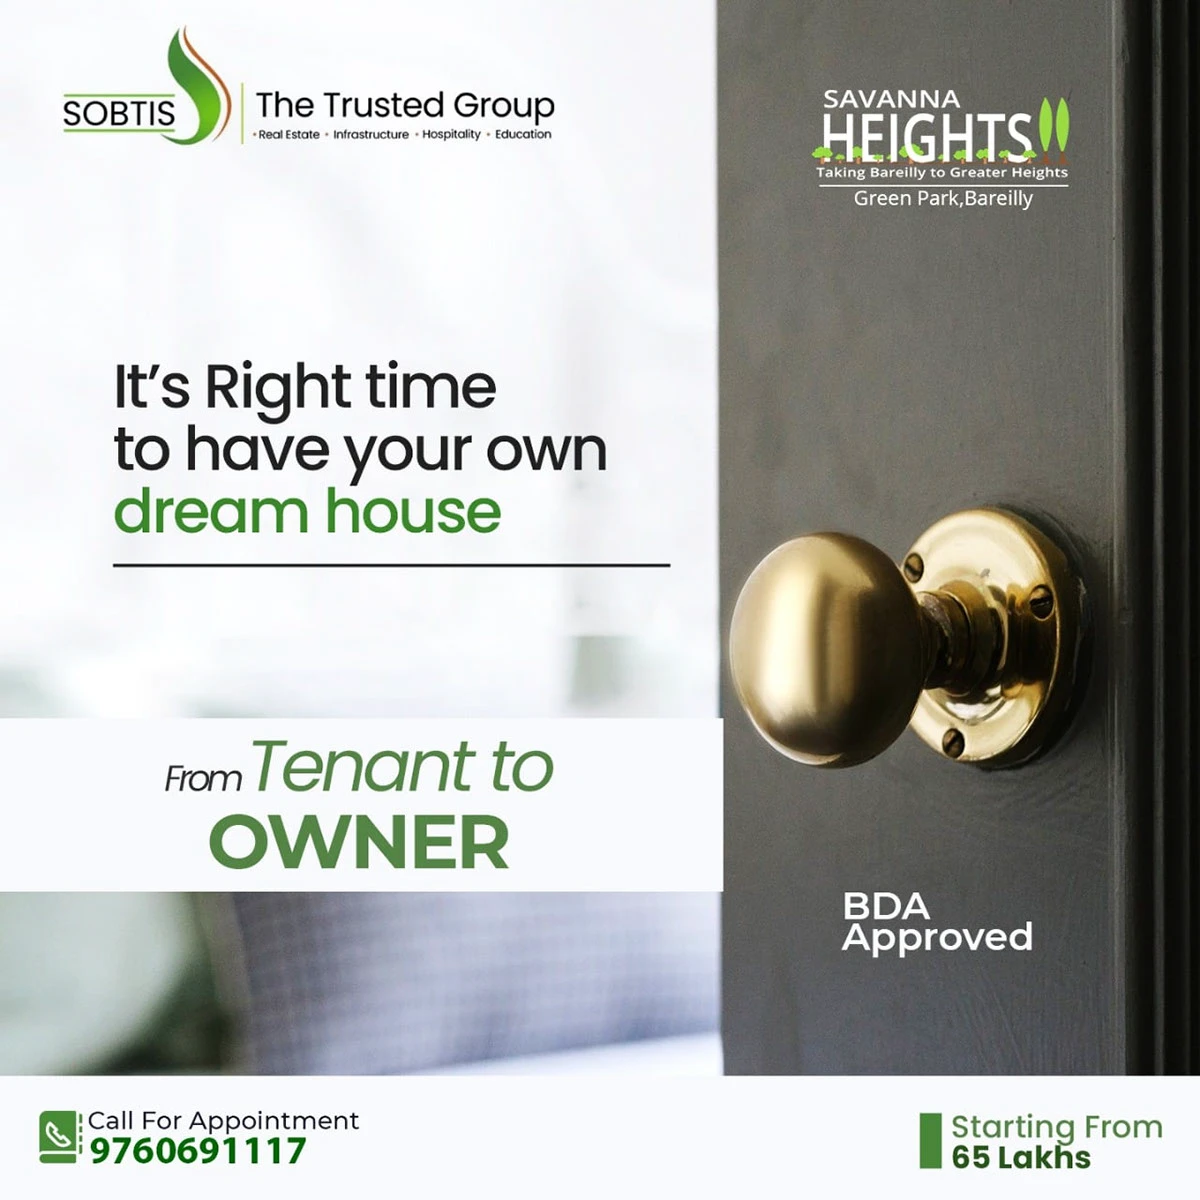 SOBTIS
The Trusted Group
• Real Estate • Infrastructure • Hospitality • Education
SAVANNA
HEIGHTS
Taking Bareilly to Greater Heights
Green Park,Bareilly
It's Right time
to have your own
dream house
From Tenant to
OWNER
BDA
Approved
Call For Appointment
9760691117
Starting From
65 Lakhs